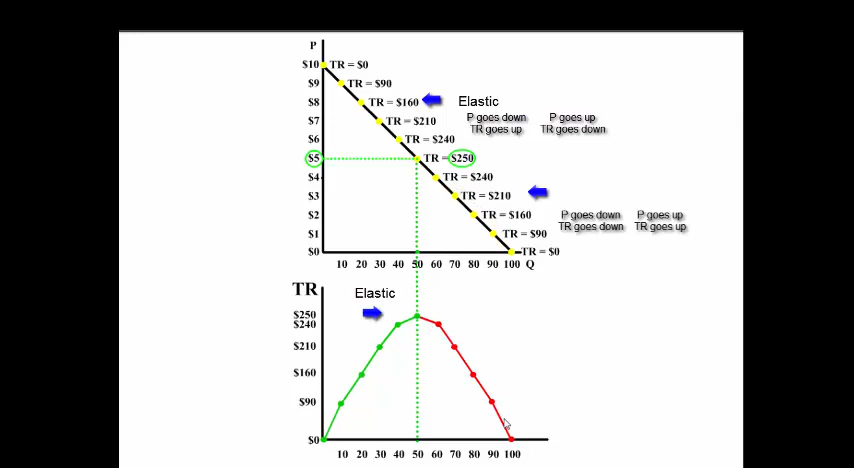 P
$10 TR = $0
$9 TR = $90
$8 TR = $160 Elastic
P goes down P goes up
$7 TR = $210 TR goes up TR goes down
$6 TR = $240
$5 TR = $250
$4 TR = $240
$3 TR = $210
$2 TR = $160 P goes down P goes up
TR goes down TR goes up
$1 TR = $90
$0 TR = $0
10 20 30 40 50 60 70 80 90 100 Q
TR Elastic
$250
$240
$210
$160
$90
$0
10 20 30 40 50 60 70 80 90 100